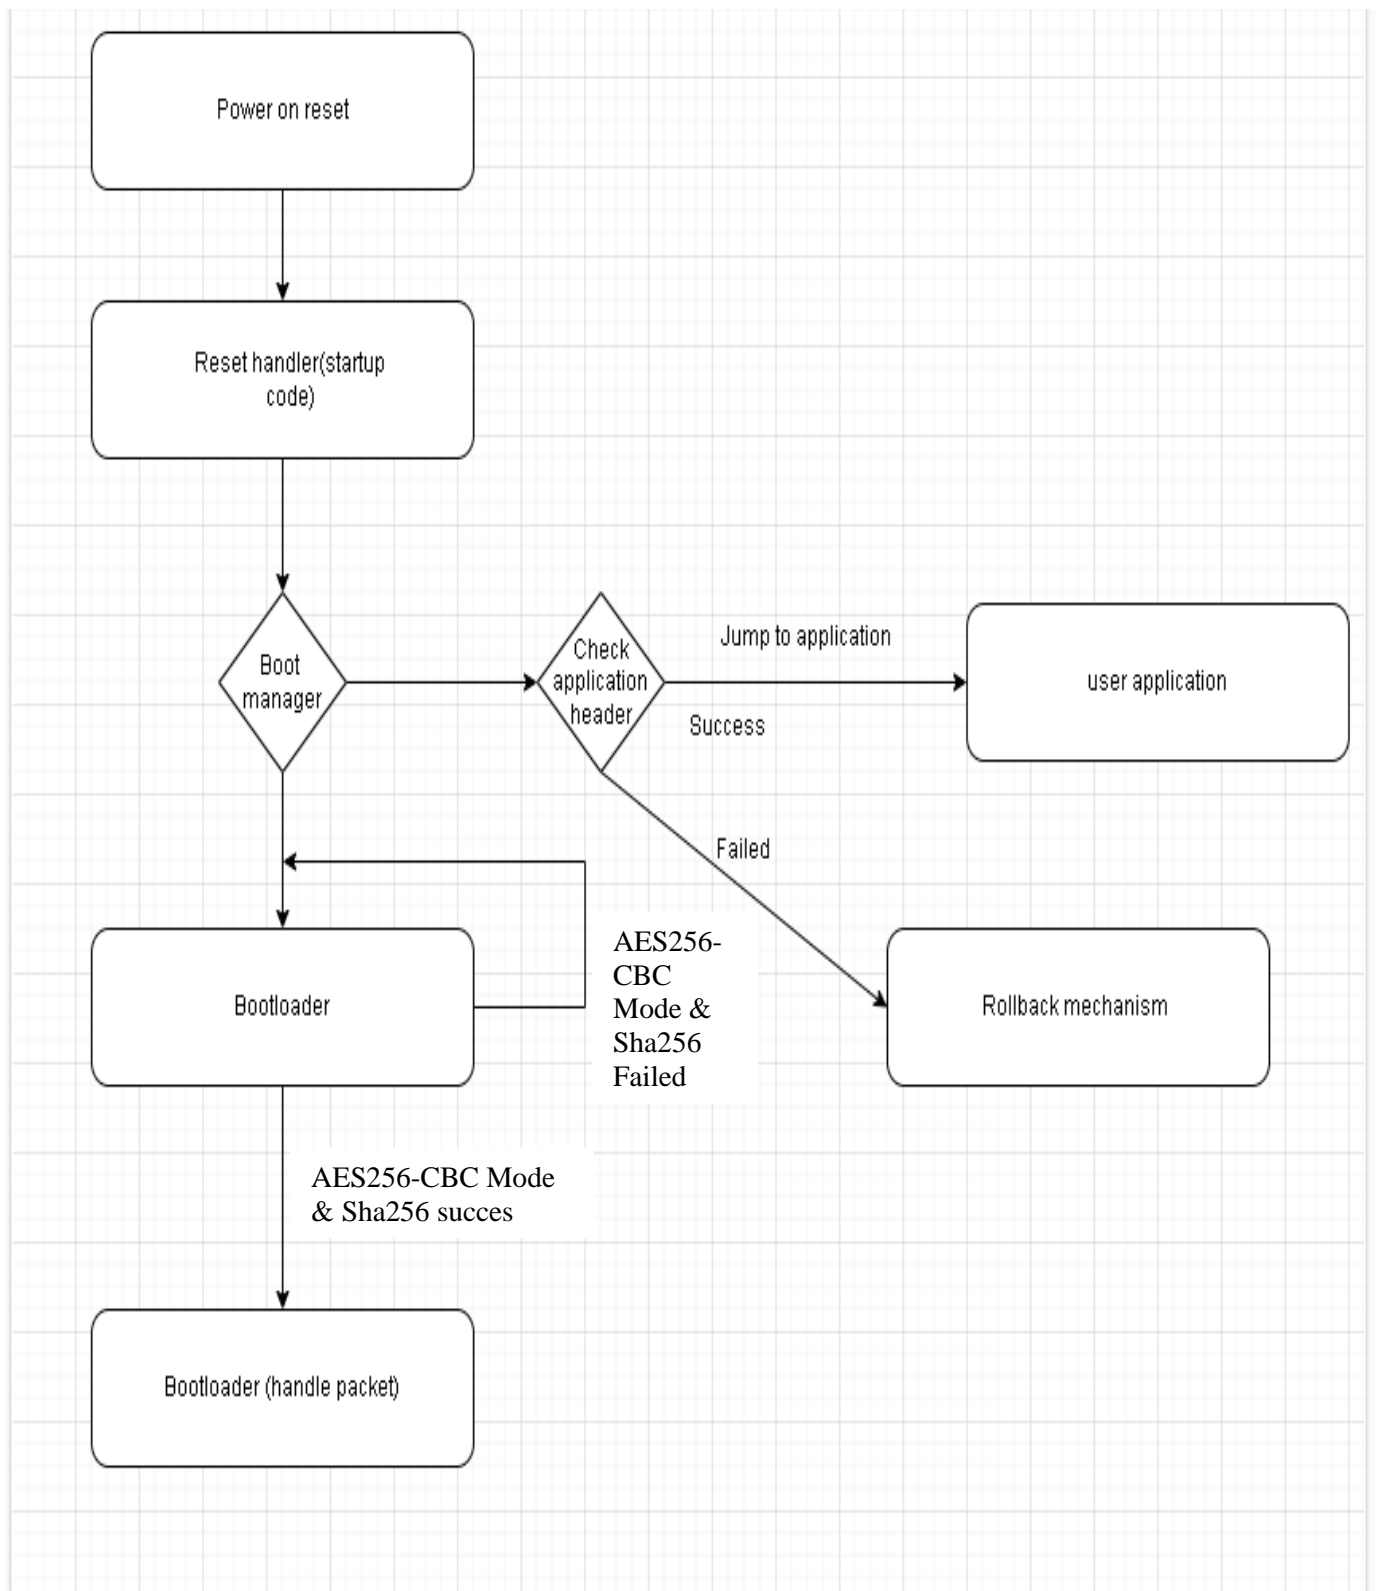 Power on reset
Reset handler(startup
code)
Boot
manager
Check
application
header
Jump to application
Success
user application
Failed
Bootloader
AES256-
CBC
Mode &
Sha256
Failed
Rollback mechanism
AES256-CBC Mode
& Sha256 succes
Bootloader (handle packet)